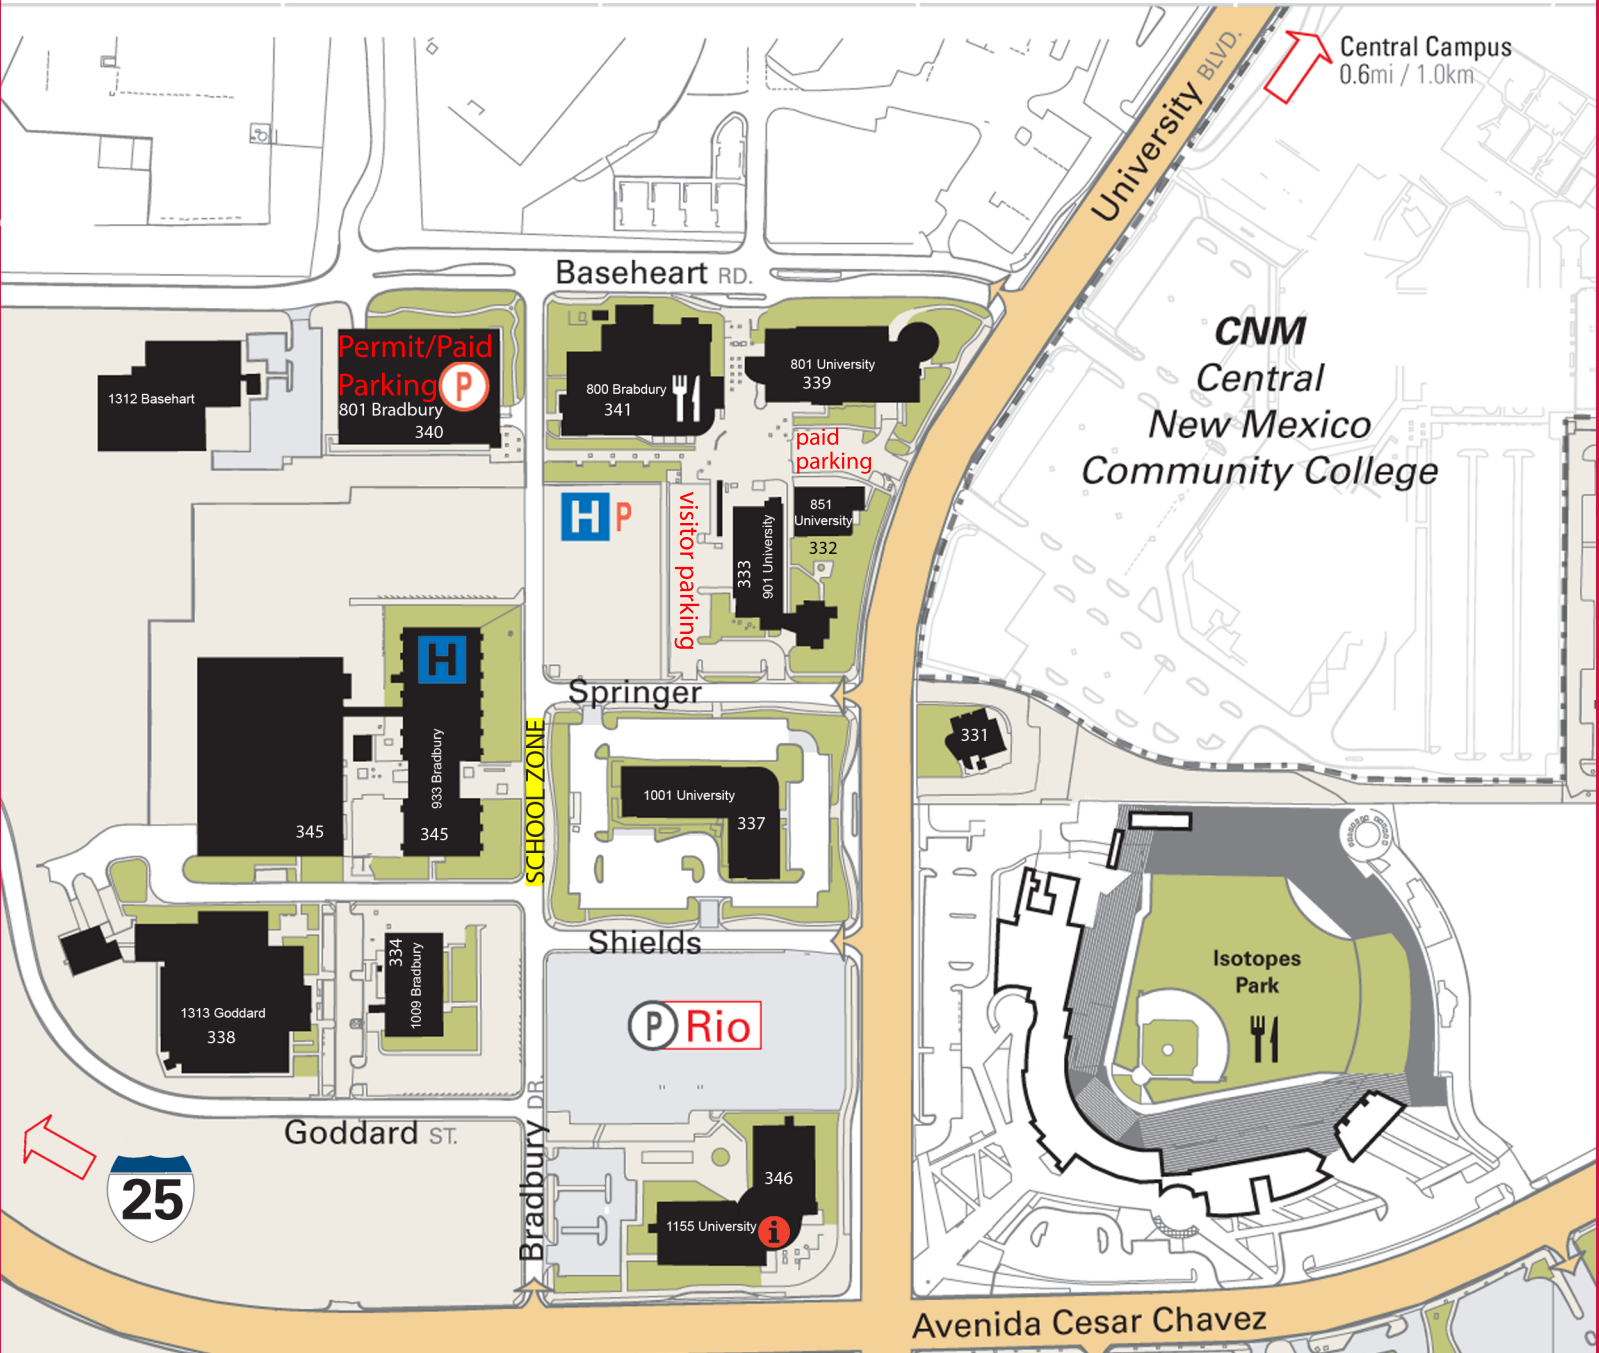 Central Campus
0.6mi / 1.0km
University BLVD.
Baseheart RD.
CNM
Central
New Mexico
Community College
1312 Basehart
Permit/Paid
Parking P
801 Bradbury
340
800 Brabdury
341
801 University
339
paid
parking
H P
visitor parking
333
901 University
851
University
332
Springer
H
933 Bradbury
345
345
SCHOOL ZONE
1001 University
337
331
Shields
334
1009 Bradbury
1313 Goddard
338
P Rio
Isotopes
Park
Goddard ST.
Bradbury DR.
25
346
1155 University i
Avenida Cesar Chavez